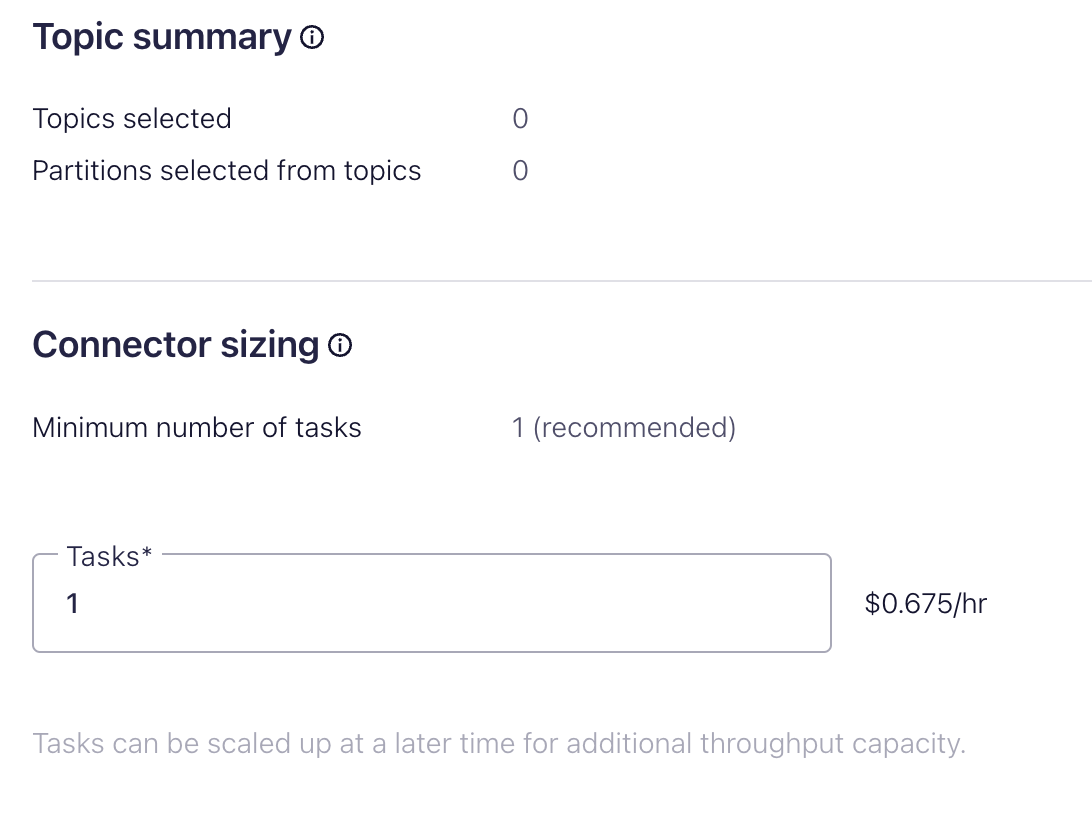 Topic summary
Topics selected 0
Partitions selected from topics 0
Connector sizing
Minimum number of tasks 1 (recommended)
Tasks*
1 $0.675/hr
Tasks can be scaled up at a later time for additional throughput capacity.